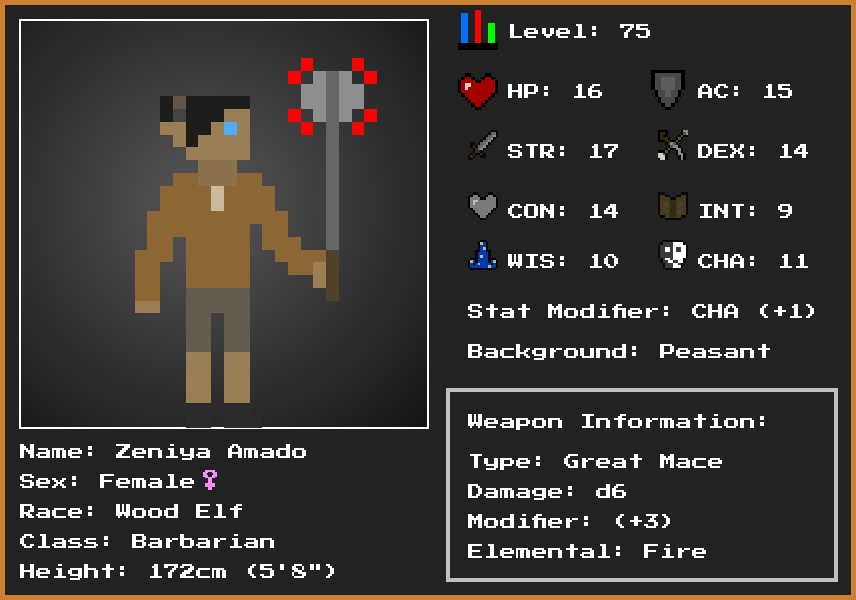 Level: 75
HP: 16
AC: 15
STR: 17
DEX: 14
CON: 14
INT: 9
WIS: 10
CHA: 11
Stat Modifier: CHA (+1)
Background: Peasant
Weapon Information:
Type: Great Mace
Damage: d6
Modifier: (+3)
Elemental: Fire
Name: Zeniya Amado
Sex: Female♀
Race: Wood Elf
Class: Barbarian
Height: 172cm (5'8")